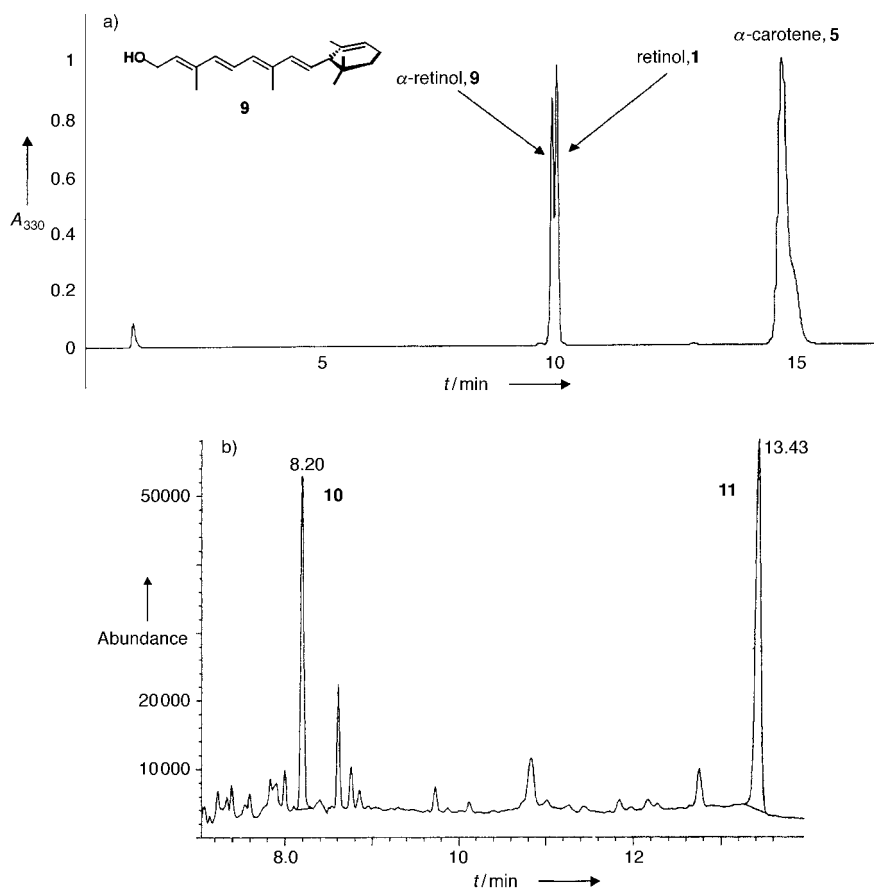 a)
HO
9
α-retinol, 9
retinol, 1
α-carotene, 5
1
0.8
0.6
0.4
0.2
0
A330
5
10
15
t/min
b)
8.20
10
11
13.43
50000
20000
10000
Abundance
8.0
10
12
t/min